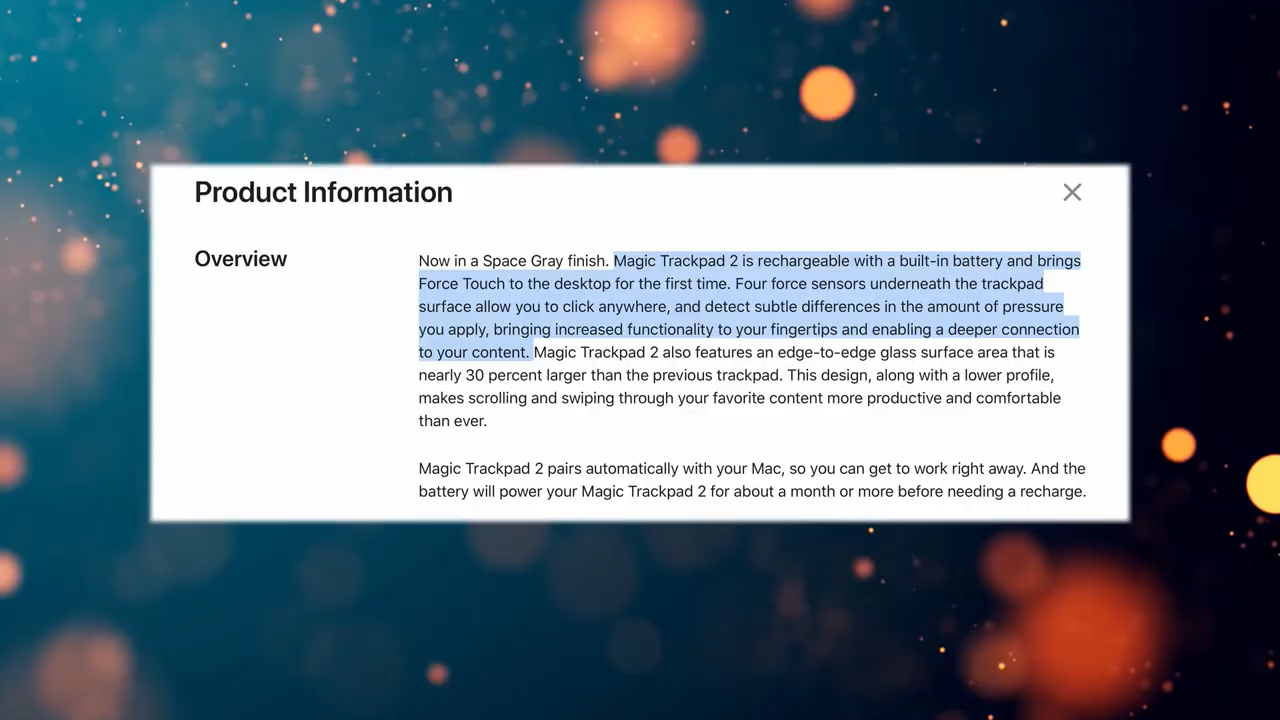 Product Information
Overview
Now in a Space Gray finish. Magic Trackpad 2 is rechargeable with a built-in battery and brings
Force Touch to the desktop for the first time. Four force sensors underneath the trackpad
surface allow you to click anywhere, and detect subtle differences in the amount of pressure
you apply, bringing increased functionality to your fingertips and enabling a deeper connection
to your content. Magic Trackpad 2 also features an edge-to-edge glass surface area that is
nearly 30 percent larger than the previous trackpad. This design, along with a lower profile,
makes scrolling and swiping through your favorite content more productive and comfortable
than ever.
Magic Trackpad 2 pairs automatically with your Mac, so you can get to work right away. And the
battery will power your Magic Trackpad 2 for about a month or more before needing a recharge.